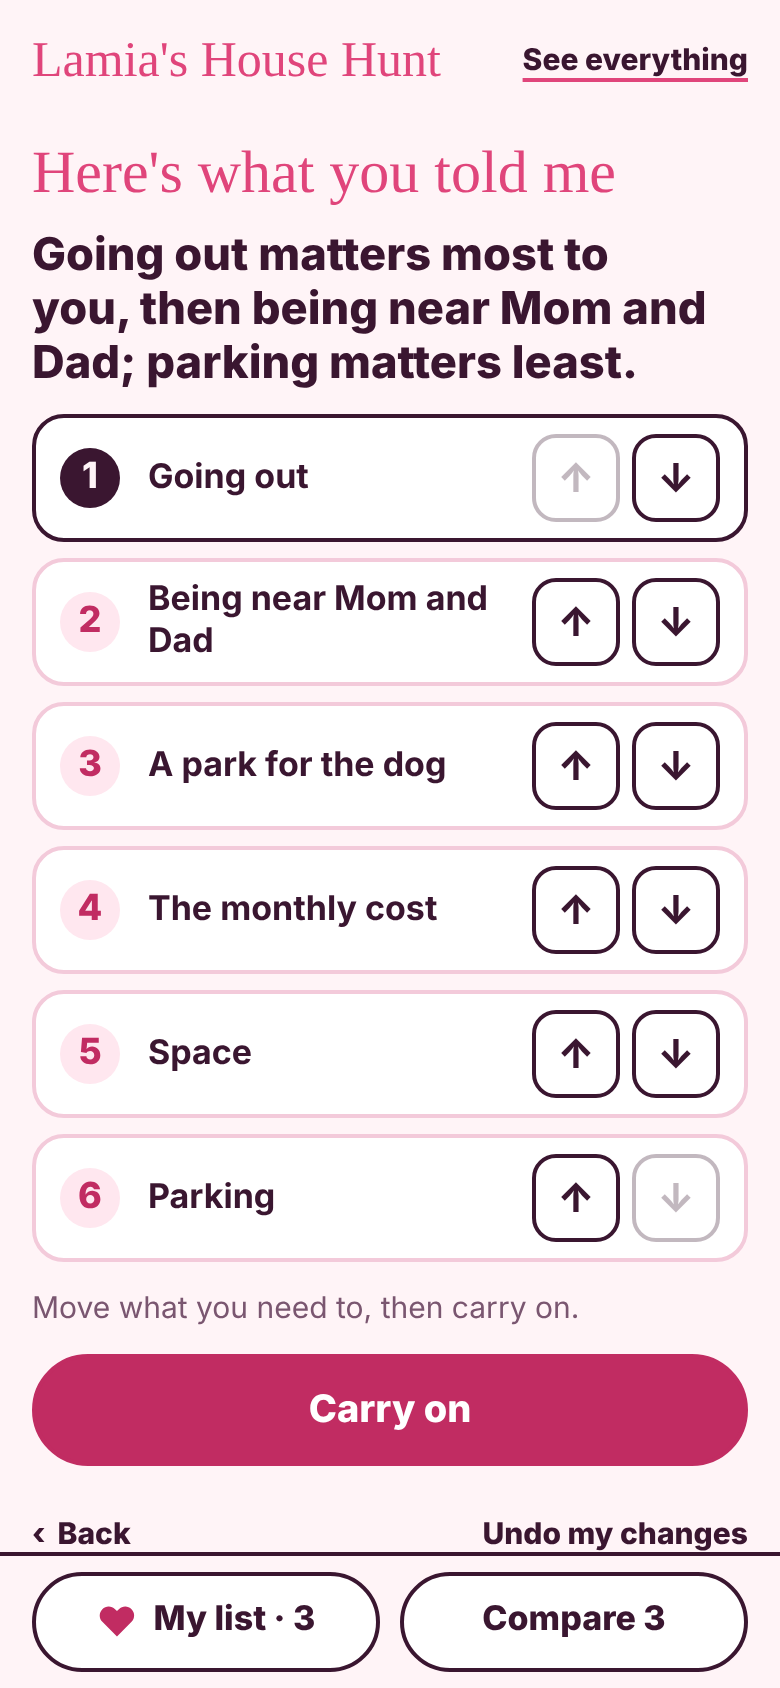 Lamia's House Hunt
See everything
Here's what you told me
Going out matters most to
you, then being near Mom and
Dad; parking matters least.
1 Going out ↑ ↓
2 Being near Mom and
Dad ↑ ↓
3 A park for the dog ↑ ↓
4 The monthly cost ↑ ↓
5 Space ↑ ↓
6 Parking ↑ ↓
Move what you need to, then carry on.
Carry on
‹ Back
Undo my changes
♥ My list · 3
Compare 3